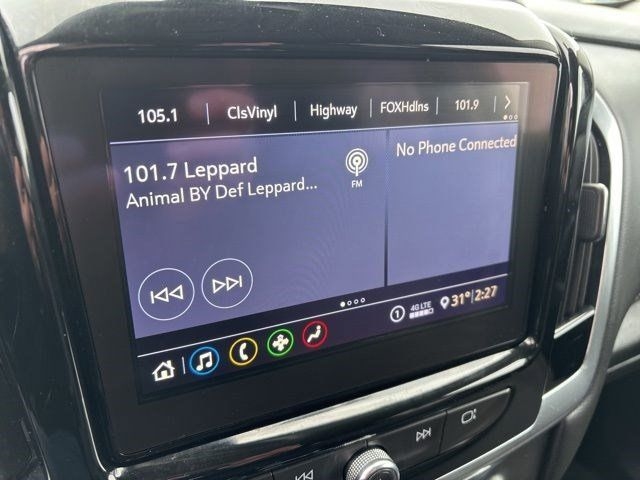 105.1 ClsVinyl Highway FOXHdlns 101.9
101.7 Leppard
Animal BY Def Leppard...
FM
No Phone Connected
1 4G LTE 31° 2:27